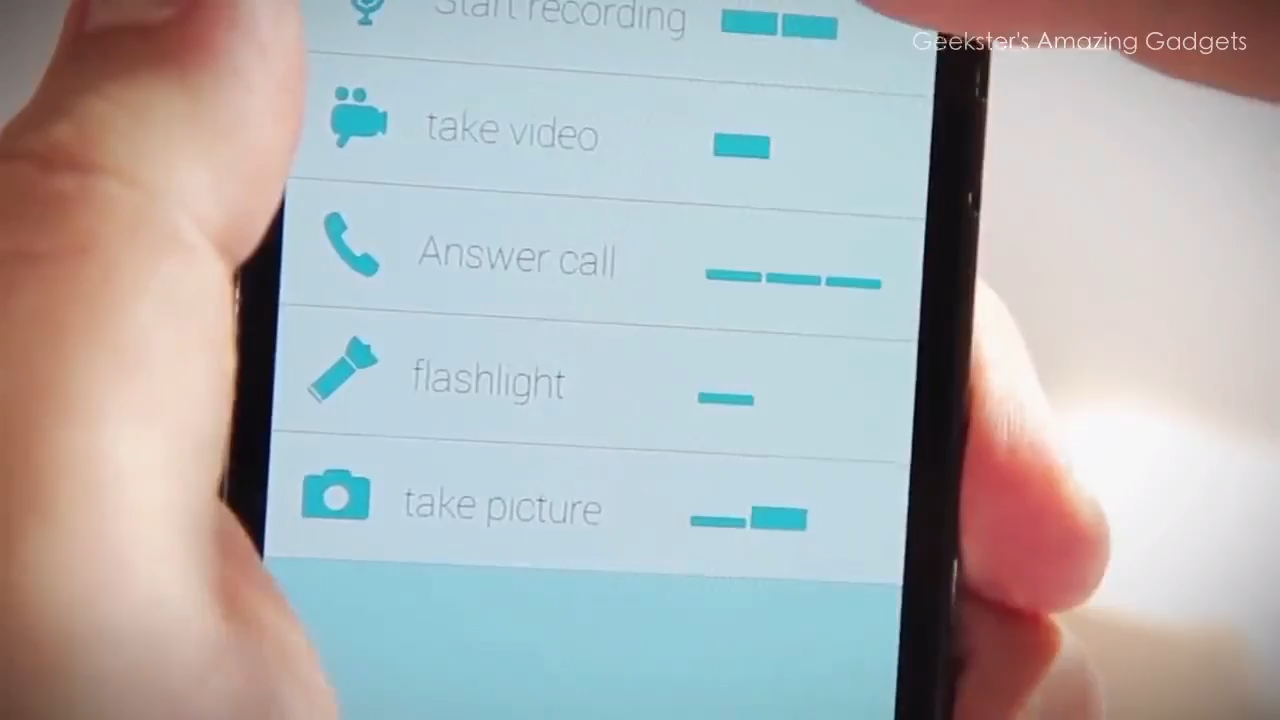 Start recording
Geekster's Amazing Gadgets
take video
Answer call
flashlight
take picture